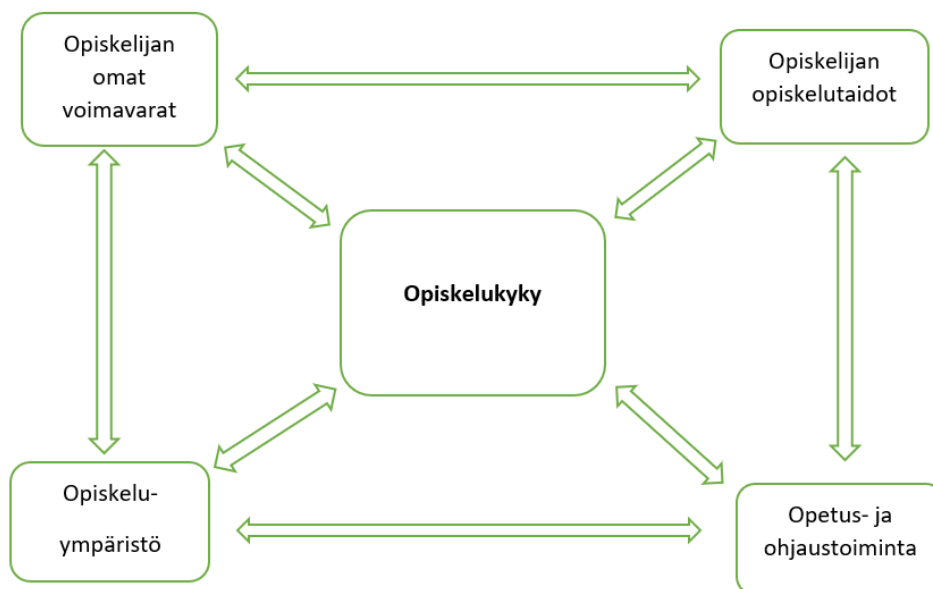 Opiskelijan
omat
voimavarat
Opiskelijan
opiskelutaidot
Opiskelukyky
Opiskelu-
ympäristö
Opetus- ja
ohjaustoiminta